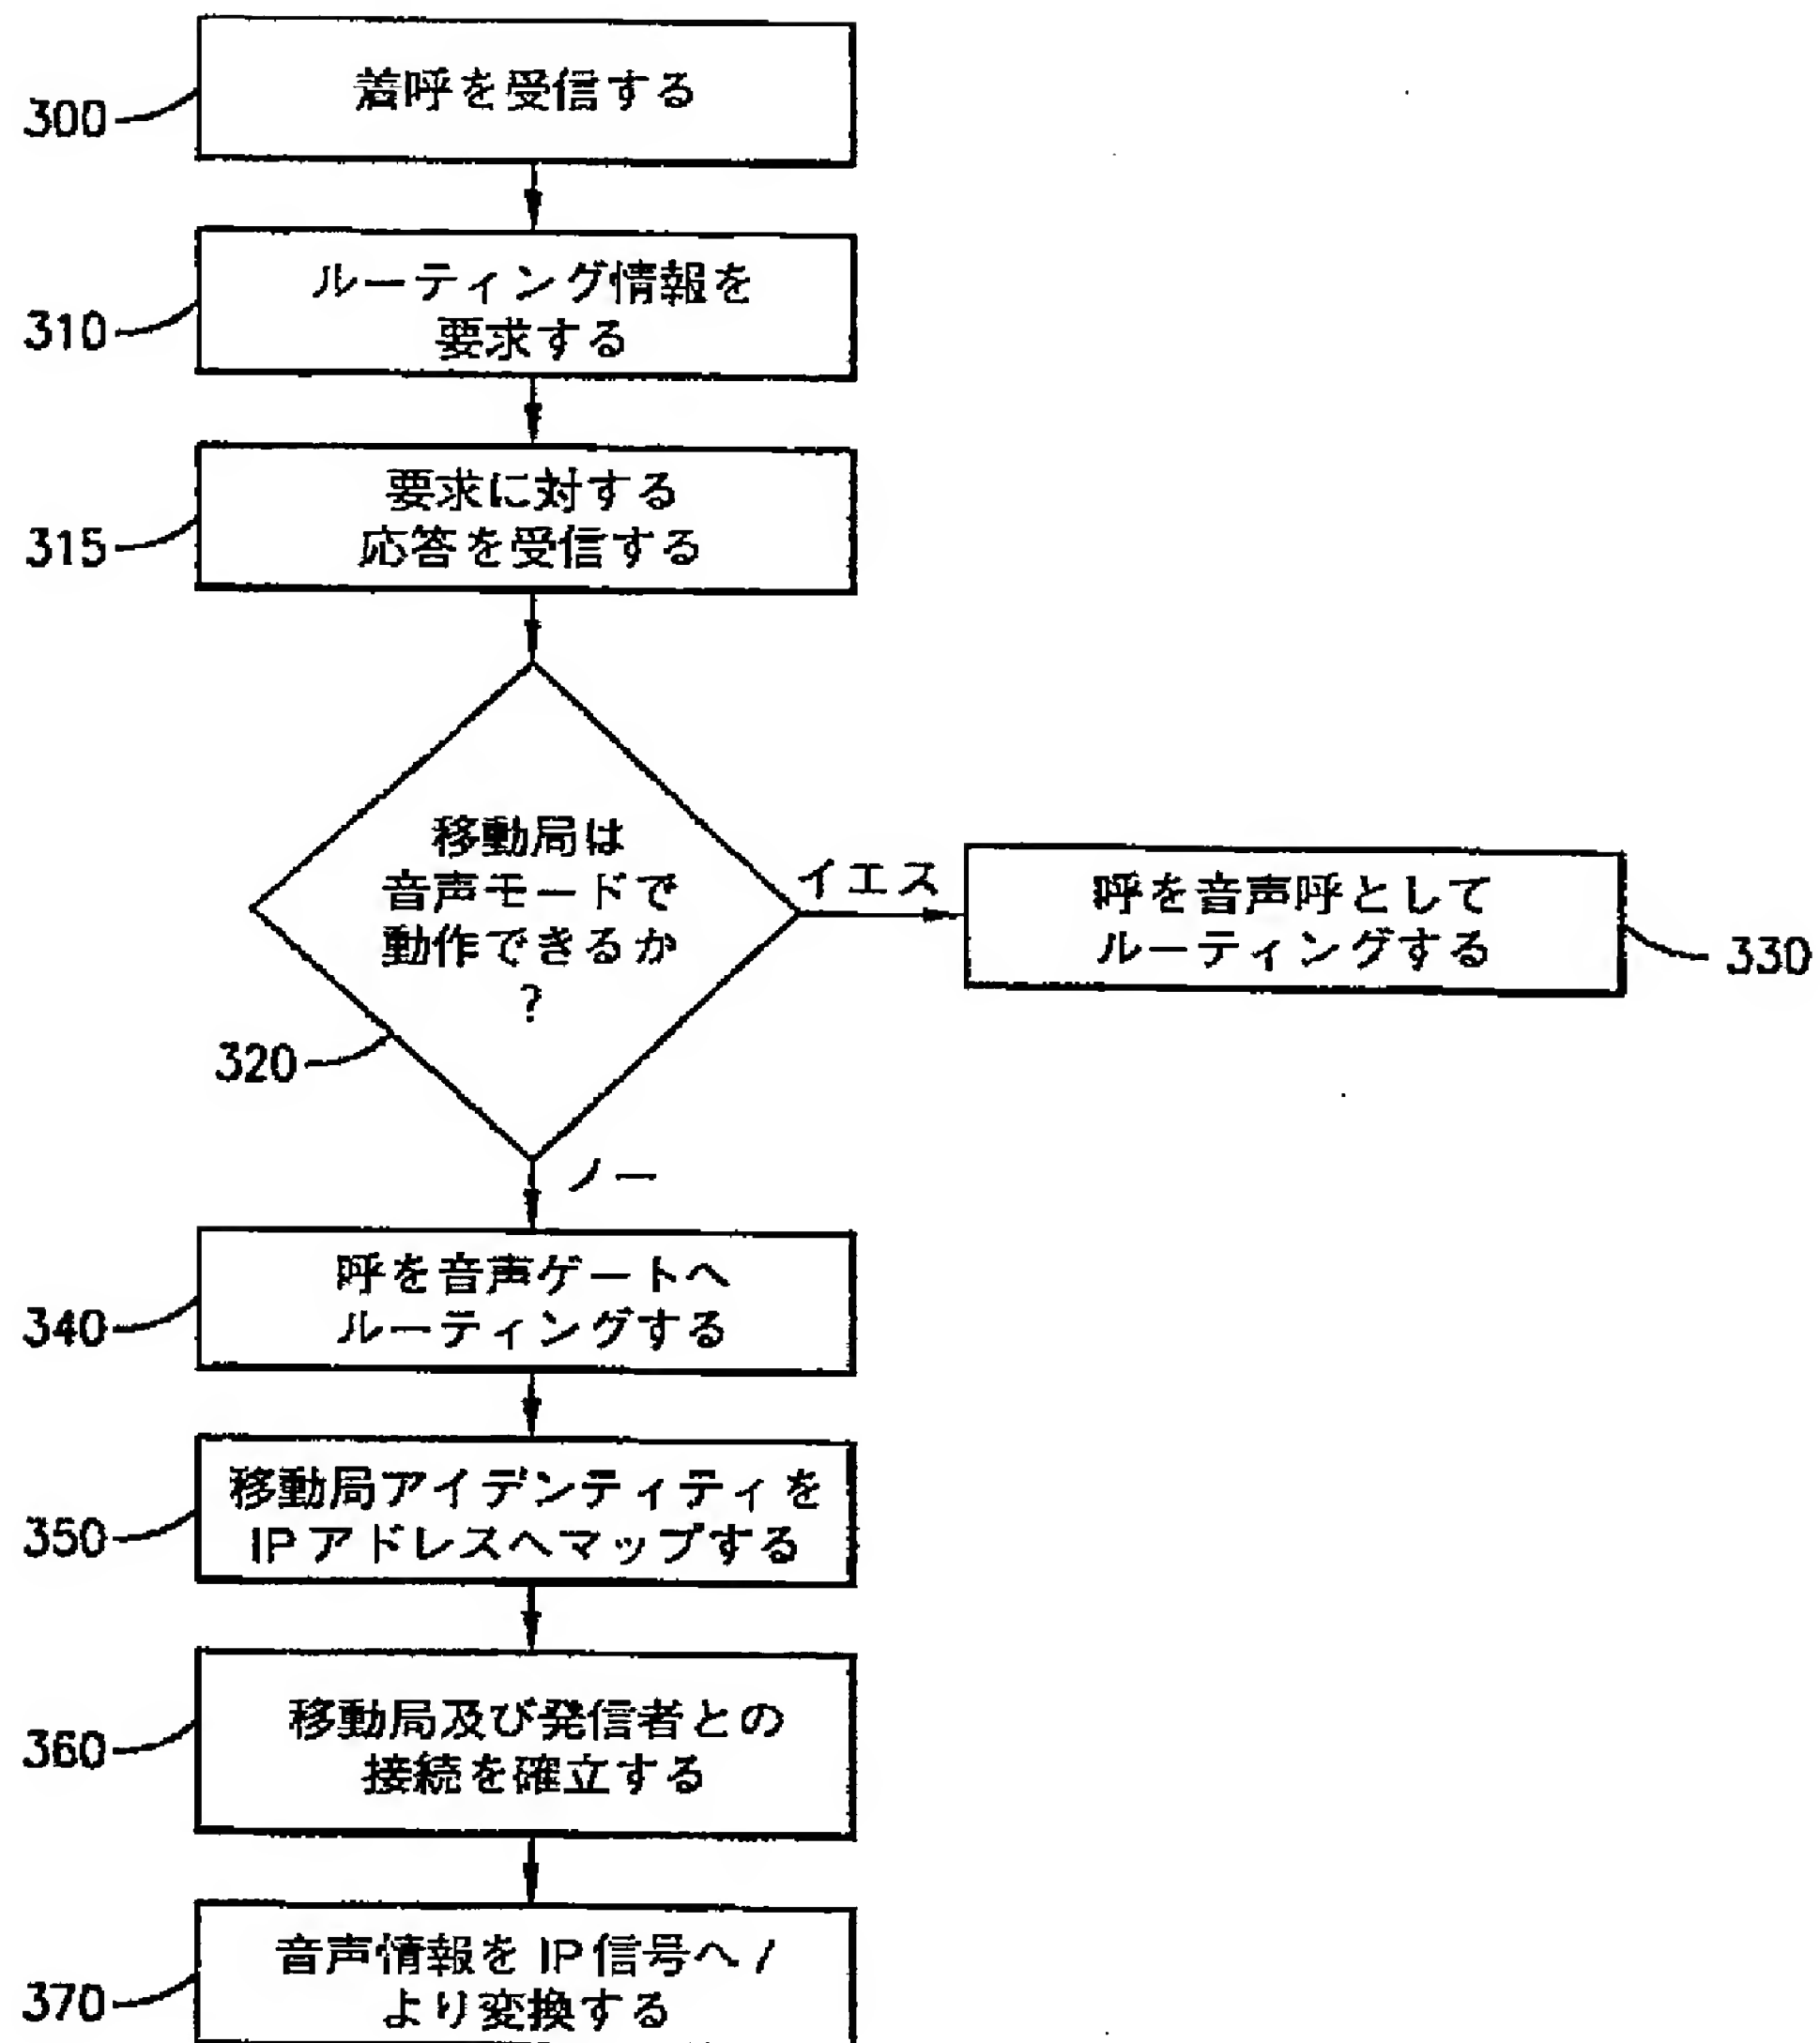 300
着呼を受信する
310
ルーティング情報を
要求する
315
要求に対する
応答を受信する
320
移動局は
音声モードで
動作できるか
?
イエス
呼を音声呼として
ルーティングする
330
ノー
340
呼を音声ゲートへ
ルーティングする
350
移動局アイデンティティを
IPアドレスへマップする
360
移動局及び発信者との
接続を確立する
370
音声情報をIP信号へ/
より変換する